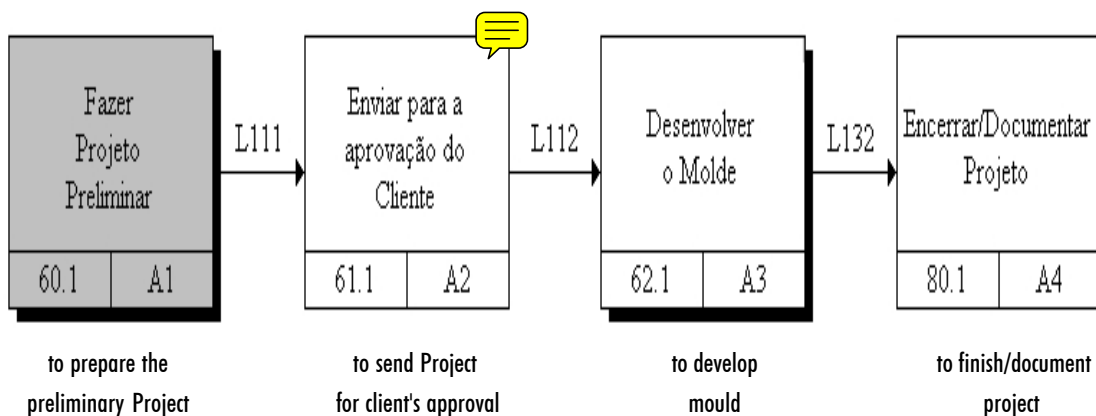 Fazer
Projeto
Preliminar
60.1 A1
L111
Enviar para a
aprovação do
Cliente
61.1 A2
L112
Desenvolver
o Molde
62.1 A3
L132
Encerrar/Documentar
Projeto
80.1 A4
to prepare the
preliminary Project
to send Project
for client's approval
to develop
mould
to finish/document
project